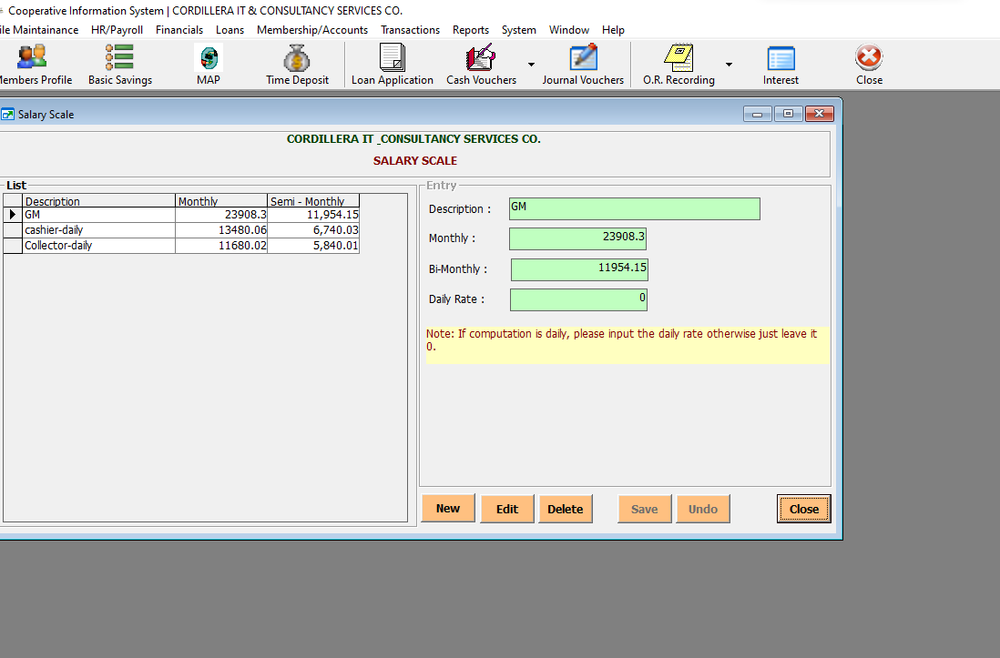 Cooperative Information System | CORDILLERA IT & CONSULTANCY SERVICES CO.
ile Maintainance HR/Payroll Financials Loans Membership/Accounts Transactions Reports System Window Help
Members Profile Basic Savings MAP Time Deposit Loan Application Cash Vouchers Journal Vouchers O.R. Recording Interest Close
Salary Scale
CORDILLERA IT _CONSULTANCY SERVICES CO.
SALARY SCALE
List
Description Monthly Semi - Monthly
GM 23908.3 11,954.15
cashier-daily 13480.06 6,740.03
Collector-daily 11680.02 5,840.01
Entry
Description : GM
Monthly : 23908.3
Bi-Monthly : 11954.15
Daily Rate : 0
Note: If computation is daily, please input the daily rate otherwise just leave it
0.
New Edit Delete Save Undo Close